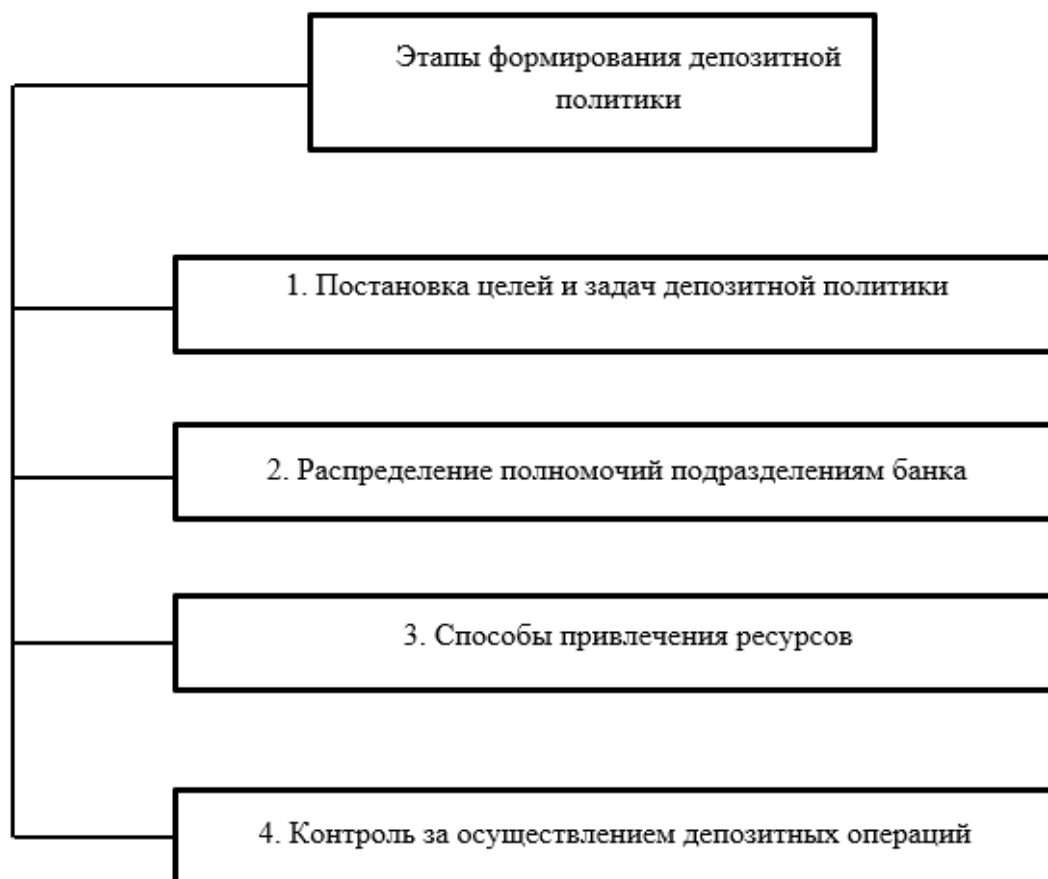 Этапы формирования депозитной
политики
1. Постановка целей и задач депозитной политики
2. Распределение полномочий подразделениям банка
3. Способы привлечения ресурсов
4. Контроль за осуществлением депозитных операций